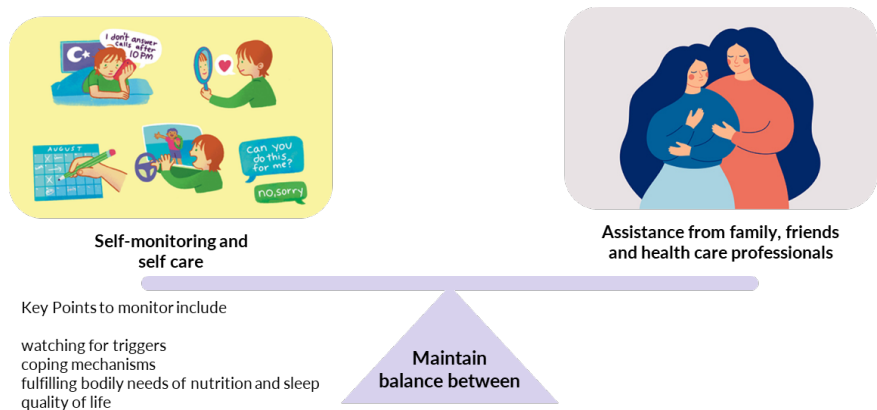 I don't answer
calls after
10 PM
AUGUST
can you
do this
for me?
no, sorry
Self-monitoring and
self care
Assistance from family, friends
and health care professionals
Key Points to monitor include
watching for triggers
coping mechanisms
fulfilling bodily needs of nutrition and sleep
quality of life
Maintain
balance between